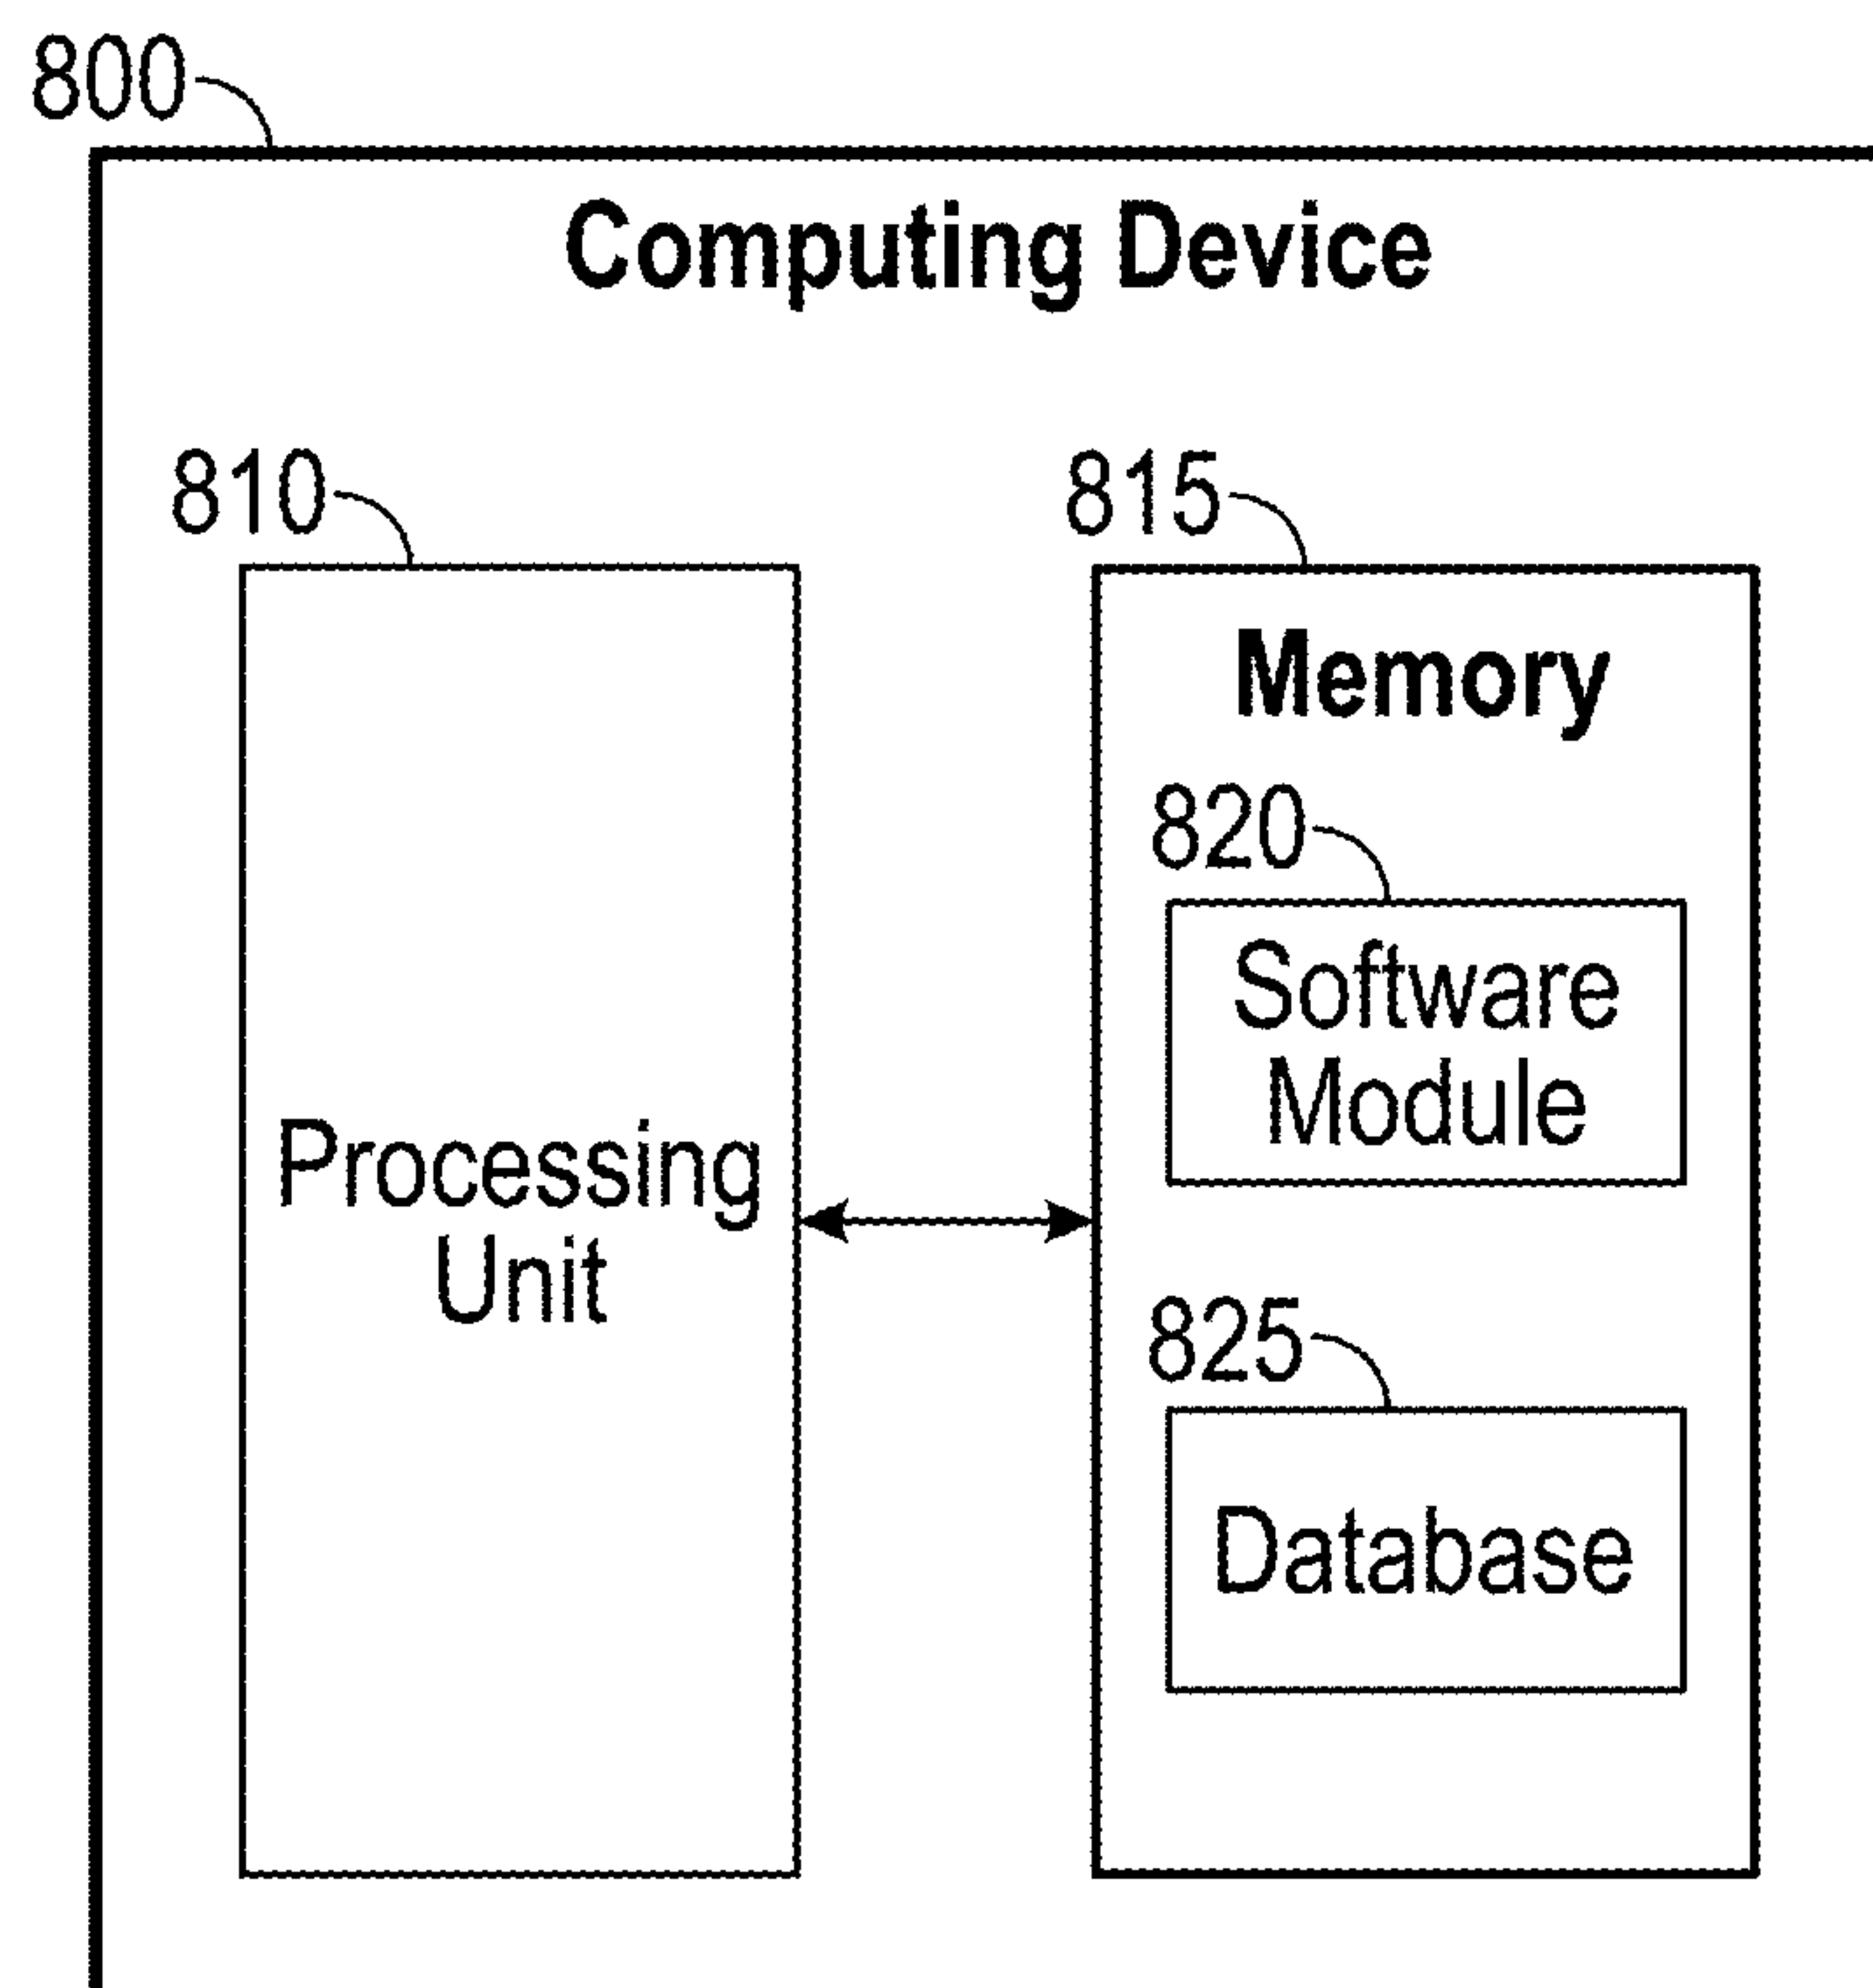 800
Computing Device
810
815
Memory
820
Software
Module
Processing
Unit
825
Database